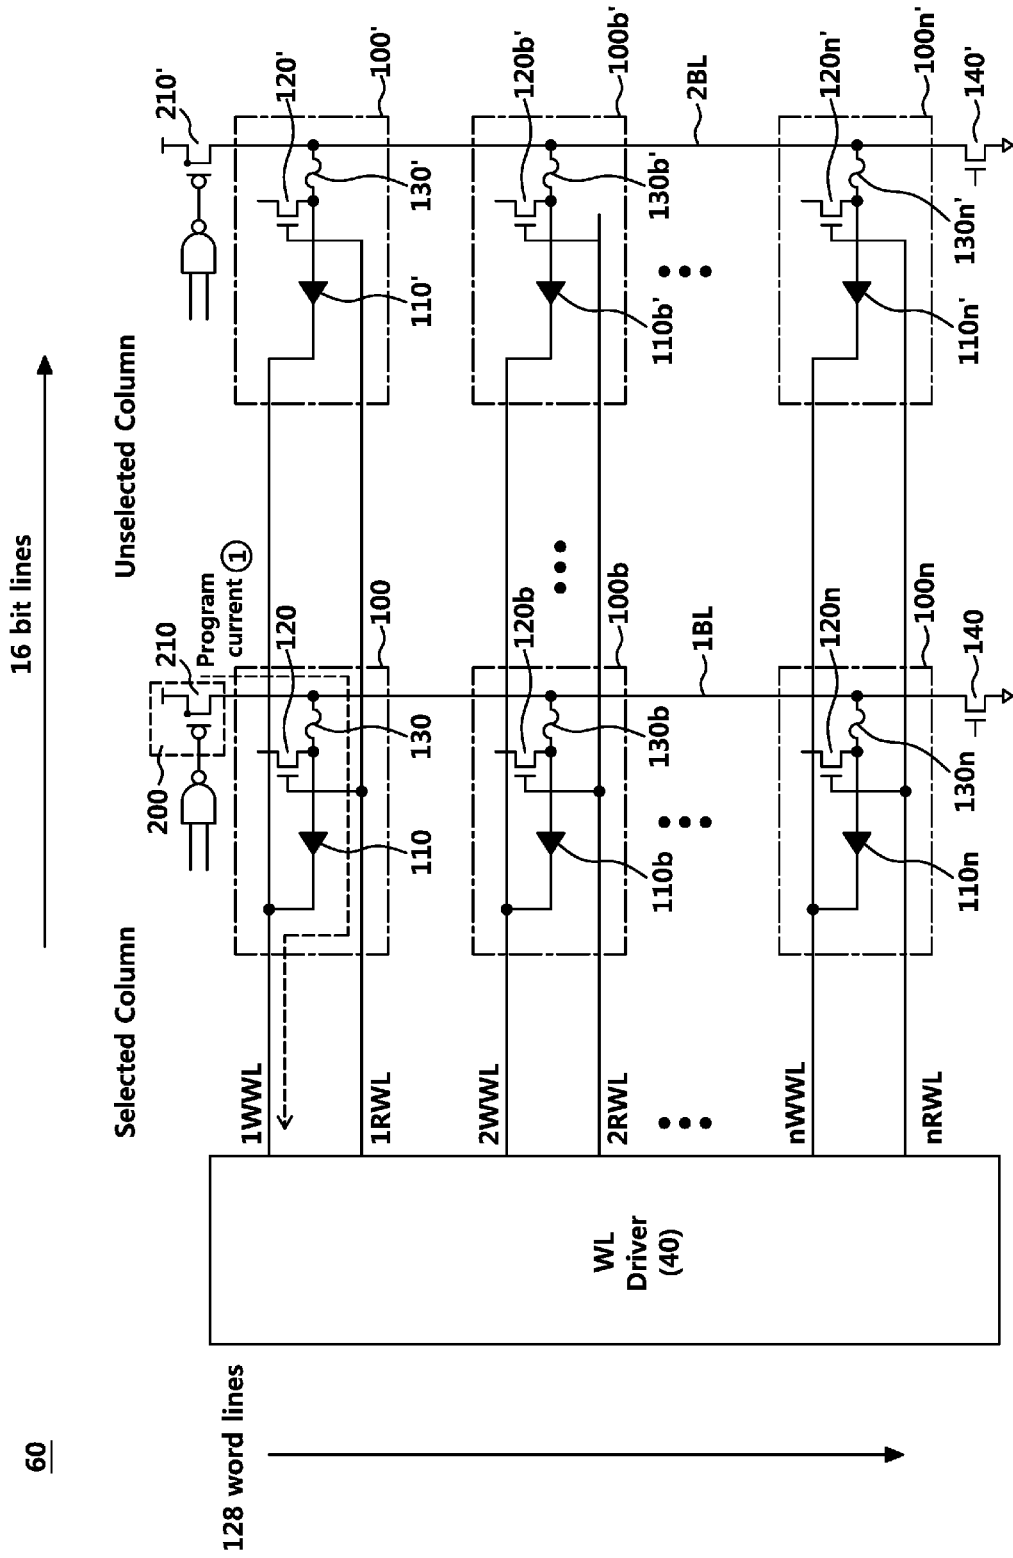 60
16 bit lines
128 word lines
Selected Column
Unselected Column
200
210
210'
Program
current ①
WL
Driver
(40)
1WWL
1RWL
120
100
130
110
120'
100'
130'
110'
2WWL
2RWL
120b
100b
130b
110b
120b'
100b'
130b'
110b'
1BL
2BL
nWWL
nRWL
120n
100n
130n
110n
120n'
100n'
130n'
110n'
140
140'